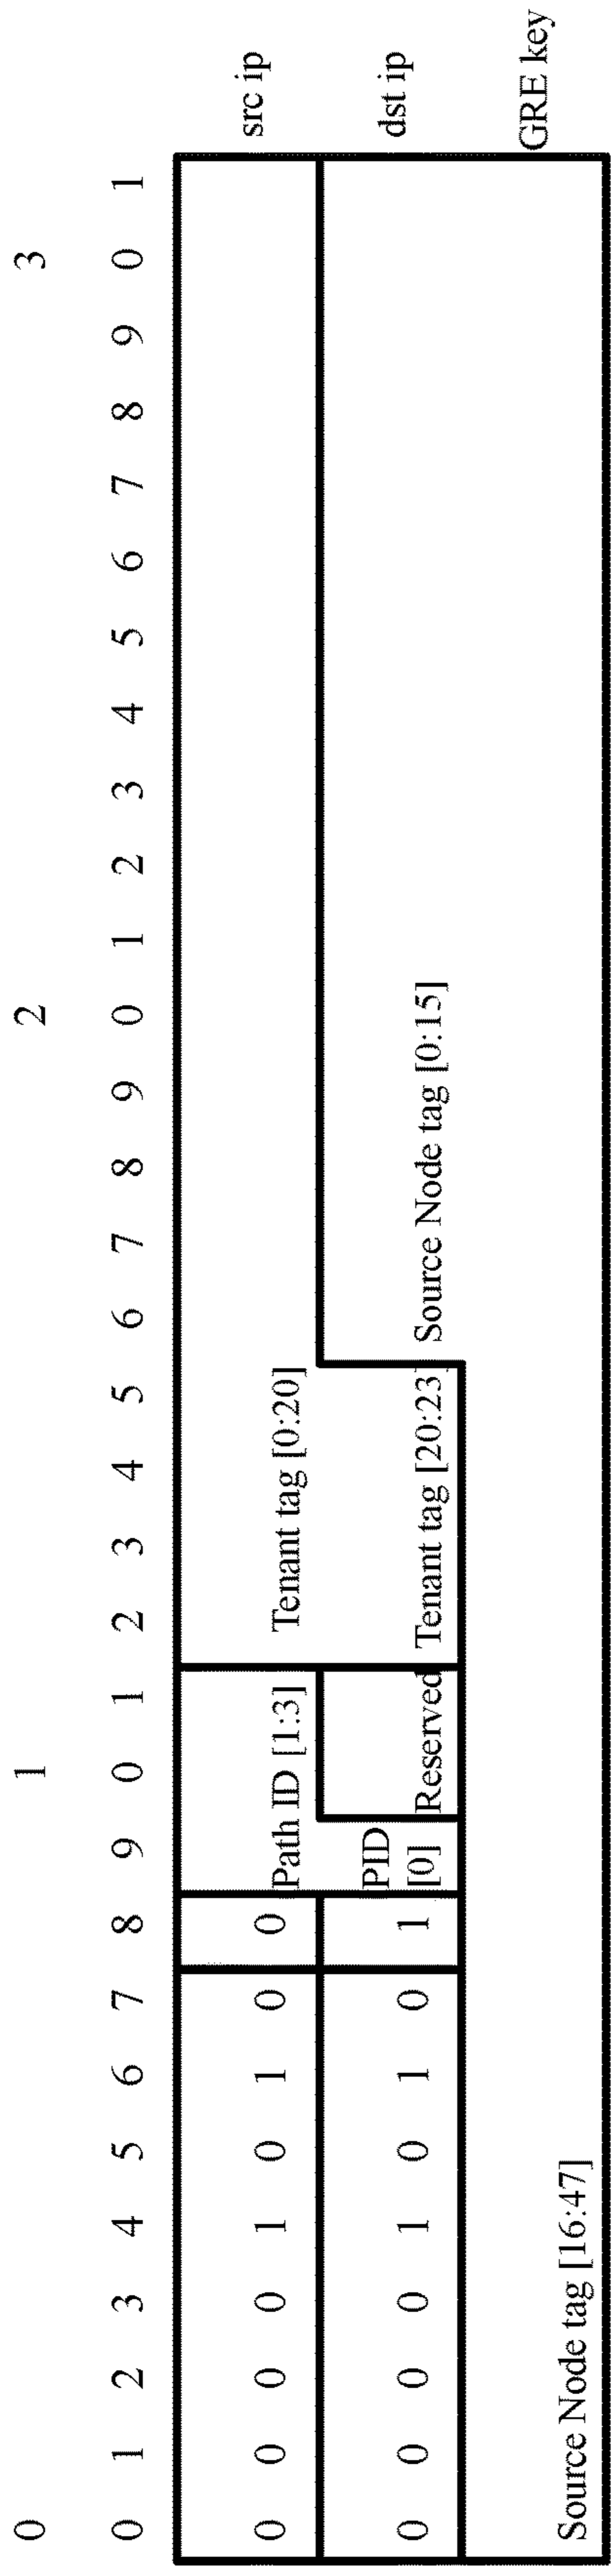 0 1 2 3
0 1 2 3 4 5 6 7 8 9 0 1 2 3 4 5 6 7 8 9 0 1 2 3 4 5 6 7 8 9 0 1
0 0 0 0 1 0 1 0 0 Path ID [1:3] Tenant tag [0:20] src ip
0 0 0 0 1 0 1 0 1 PID
[0] Reserved Tenant tag [20:23] Source Node tag [0:15] dst ip
Source Node tag [16:47] GRE key